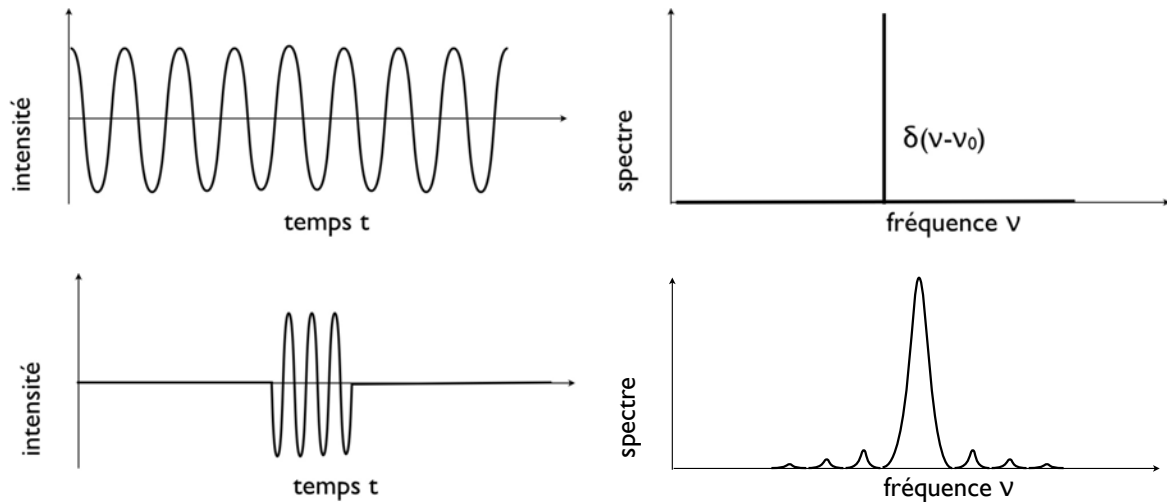 intensité
temps t
spectre
δ(ν-ν₀)
fréquence ν
intensité
temps t
spectre
fréquence ν